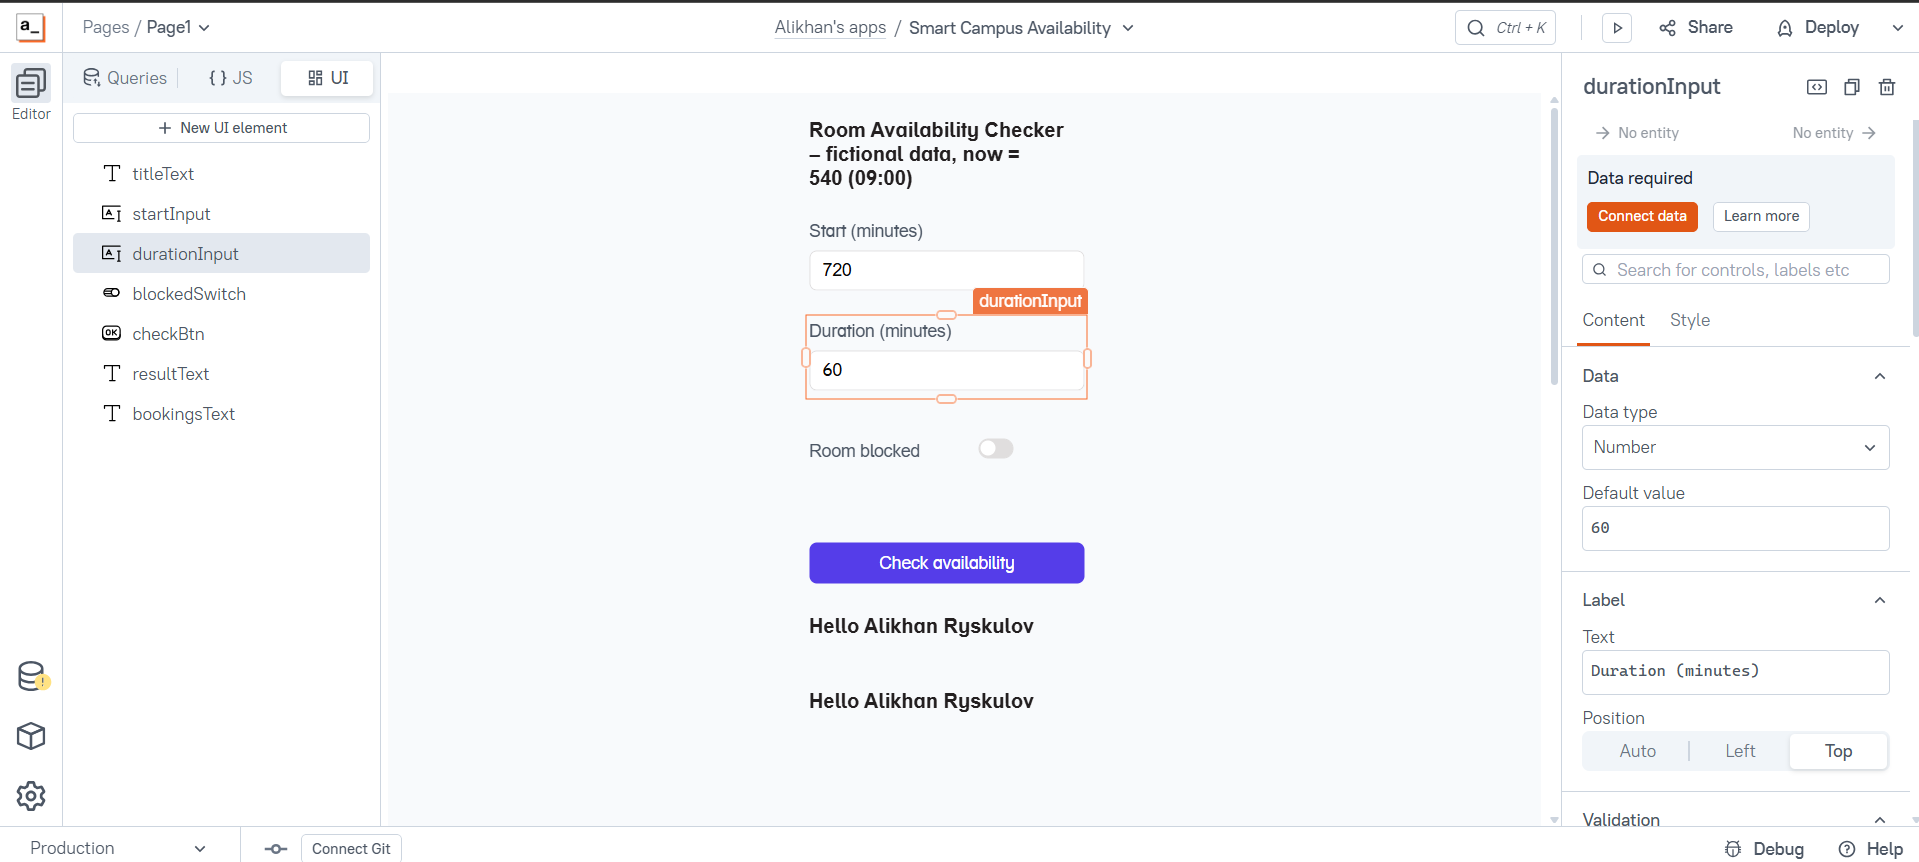 a_
Pages / Page1
Alikhan's apps / Smart Campus Availability
Ctrl + K
Share
Deploy
Editor
Queries
{ } JS
UI
+ New UI element
titleText
startInput
durationInput
blockedSwitch
OK
checkBtn
resultText
bookingsText
Room Availability Checker
– fictional data, now =
540 (09:00)
Start (minutes)
720
durationInput
Duration (minutes)
60
Room blocked
Check availability
Hello Alikhan Ryskulov
Hello Alikhan Ryskulov
durationInput
No entity
No entity
Data required
Connect data
Learn more
Search for controls, labels etc
Content
Style
Data
Data type
Number
Default value
60
Label
Text
Duration (minutes)
Position
Auto
Left
Top
Validation
Production
Connect Git
Debug
Help